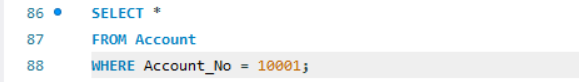 86 SELECT *
87 FROM Account
88 WHERE Account_No = 10001;